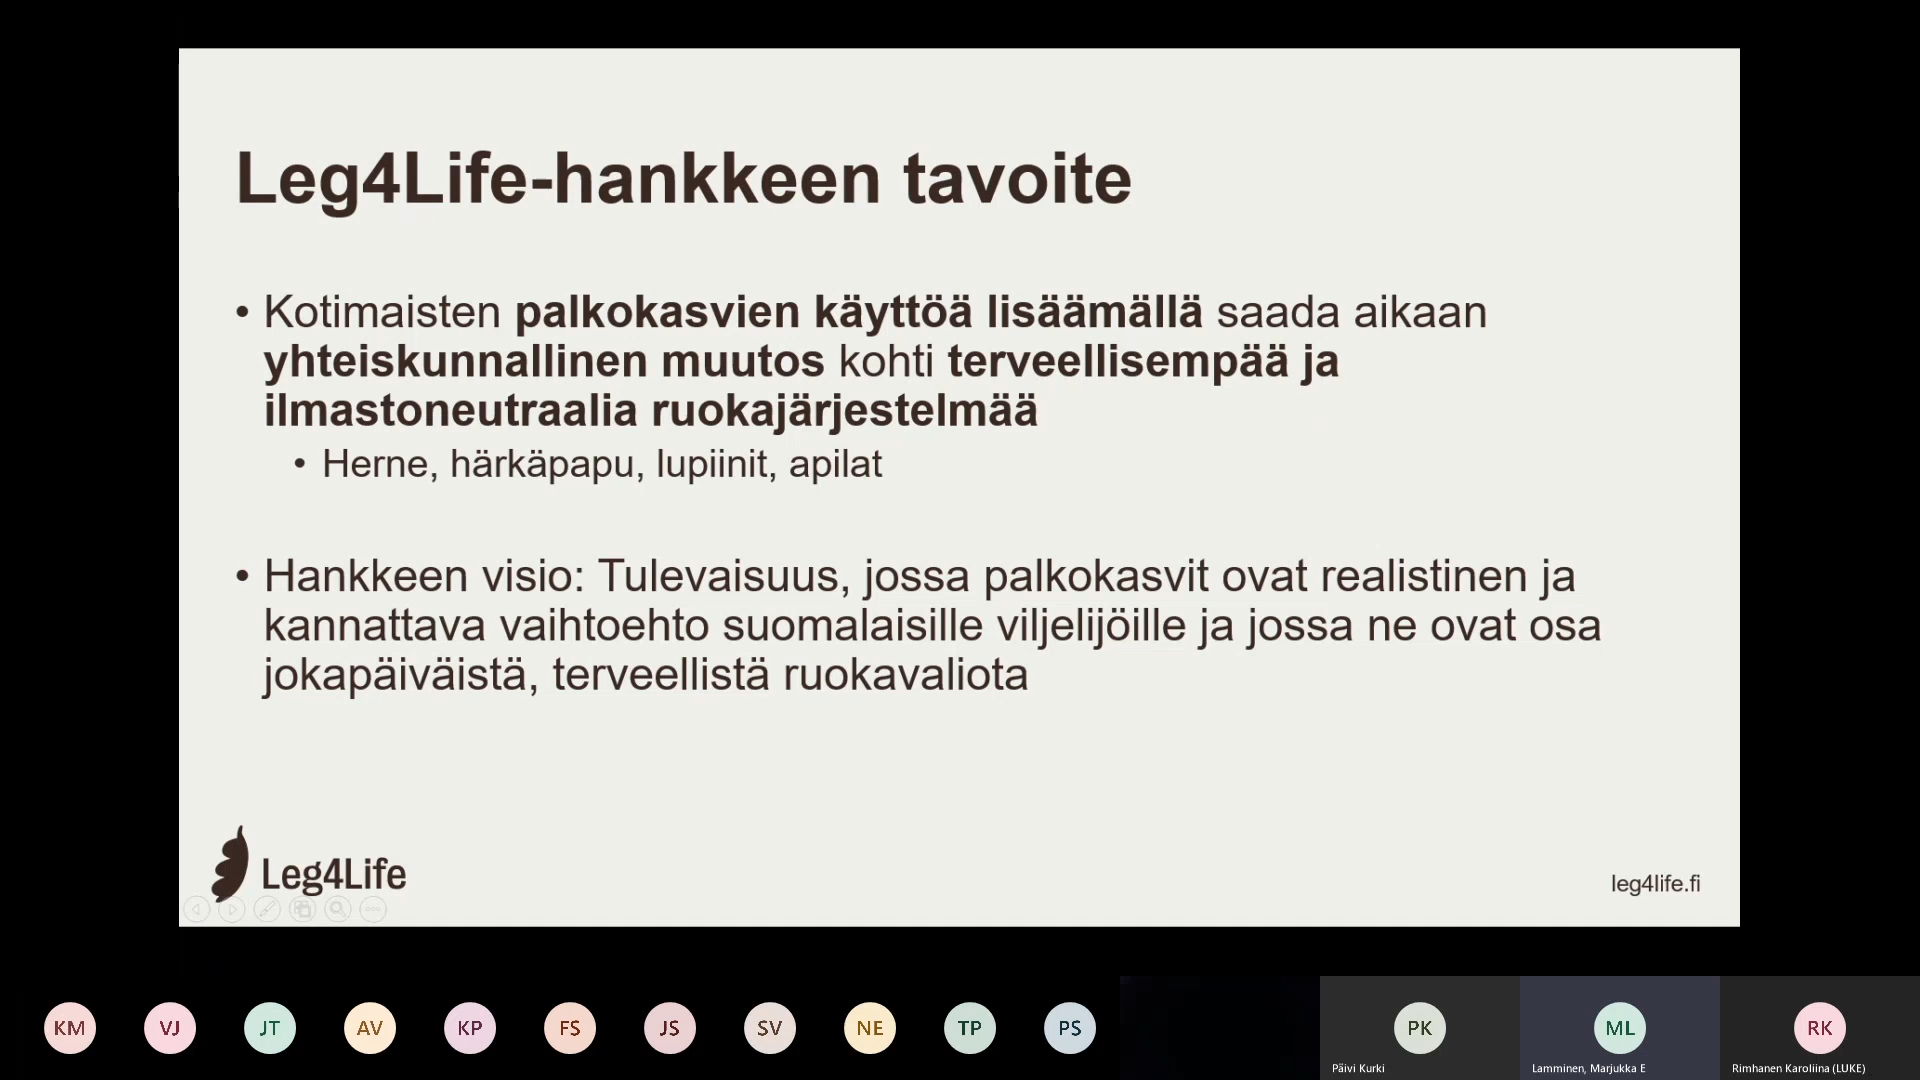 Leg4Life-hankkeen tavoite
• Kotimaisten palkokasvien käyttöä lisäämällä saada aikaan
yhteiskunnallinen muutos kohti terveellisempää ja
ilmastoneutraalia ruokajärjestelmää
• Herne, härkäpapu, lupiinit, apilat
• Hankkeen visio: Tulevaisuus, jossa palkokasvit ovat realistinen ja
kannattava vaihtoehto suomalaisille viljelijöille ja jossa ne ovat osa
jokapäiväistä, terveellistä ruokavaliota
Leg4Life
leg4life.fi
KM VJ JT AV KP FS JS SV NE TP PS PK ML RK
Päivi Kurki Lamminen, Marjukka E Rimhanen Karoliina (LUKE)